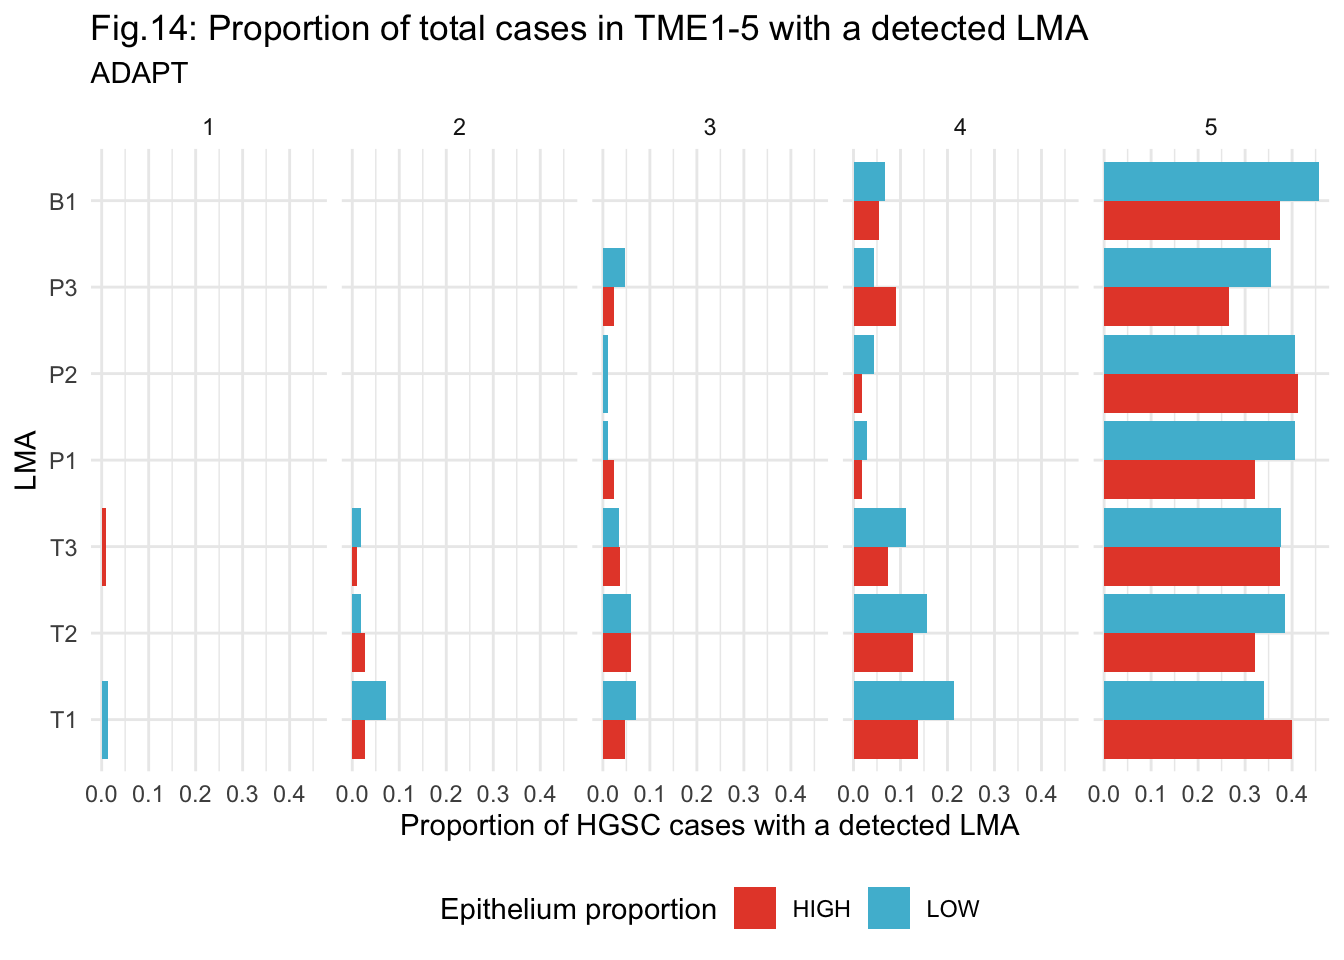 Fig.14: Proportion of total cases in TME1-5 with a detected LMA
ADAPT
1 2 3 4 5
B1
P3
P2
P1
T3
T2
T1
LMA
0.0 0.1 0.2 0.3 0.4 0.0 0.1 0.2 0.3 0.4 0.0 0.1 0.2 0.3 0.4 0.0 0.1 0.2 0.3 0.4 0.0 0.1 0.2 0.3 0.4
Proportion of HGSC cases with a detected LMA
Epithelium proportion HIGH LOW